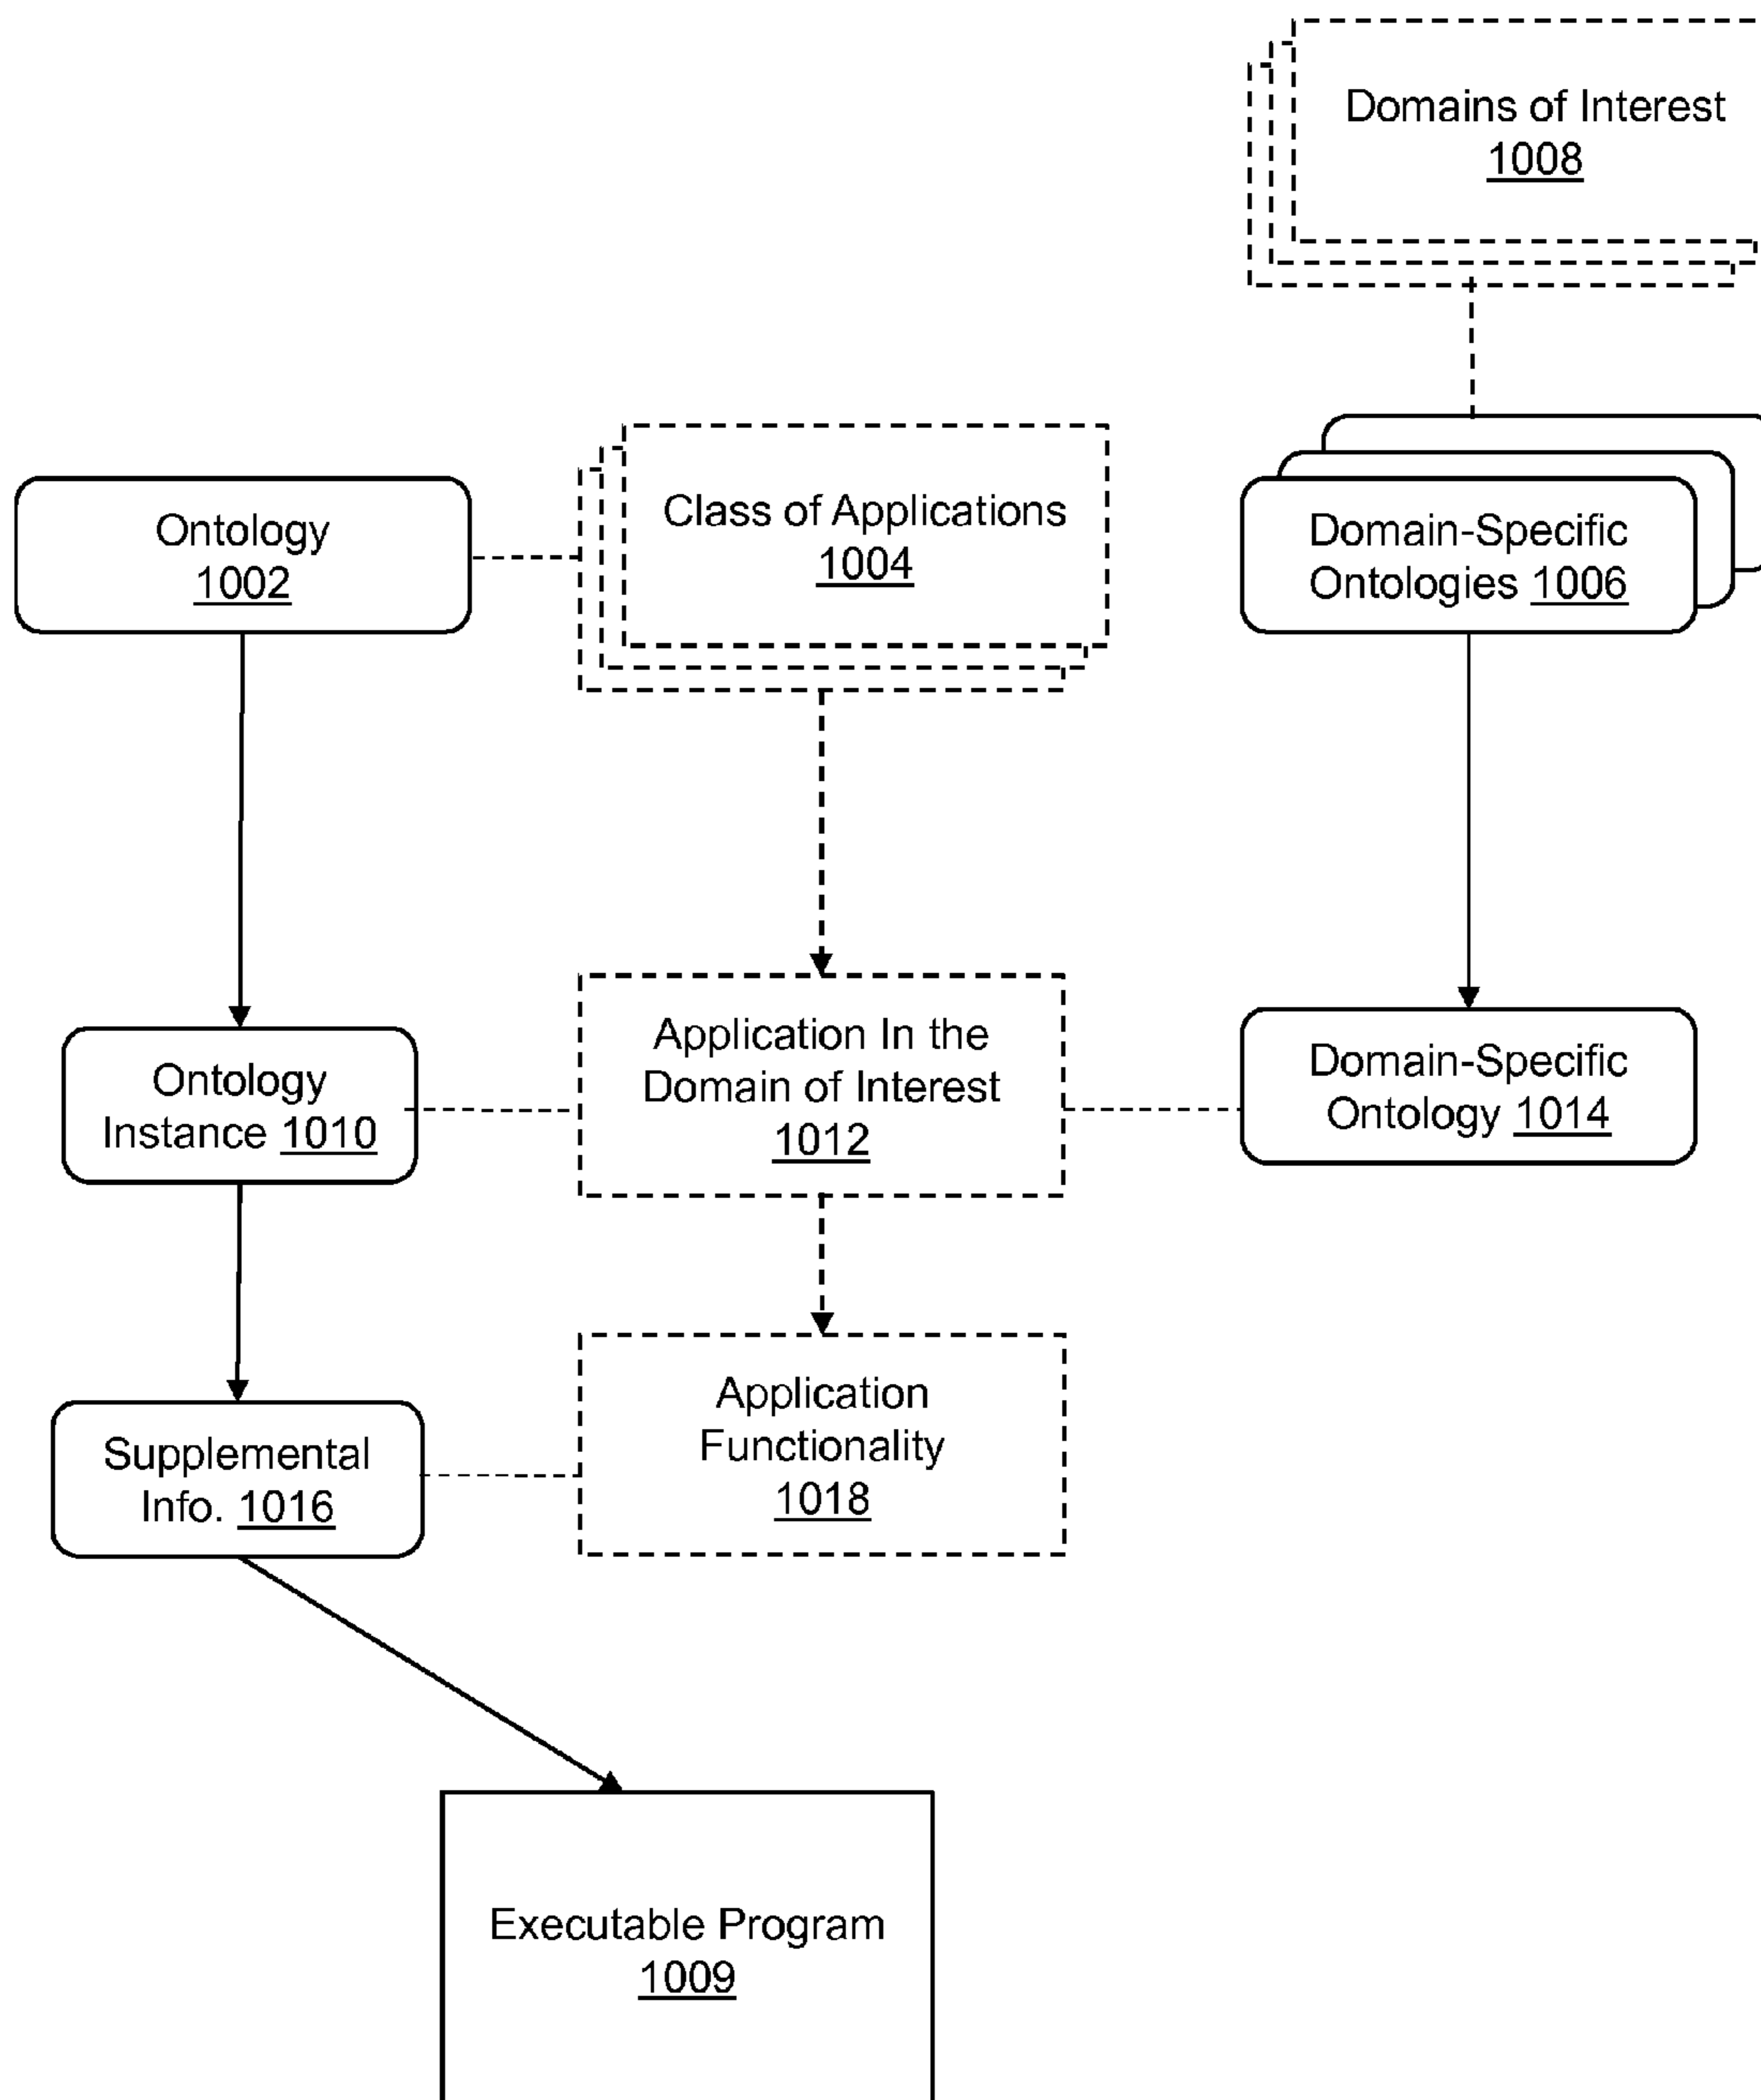 Domains of Interest
1008
Class of Applications
1004
Ontology
1002
Domain-Specific
Ontologies 1006
Application In the
Domain of Interest
1012
Ontology
Instance 1010
Domain-Specific
Ontology 1014
Application
Functionality
1018
Supplemental
Info. 1016
Executable Program
1009